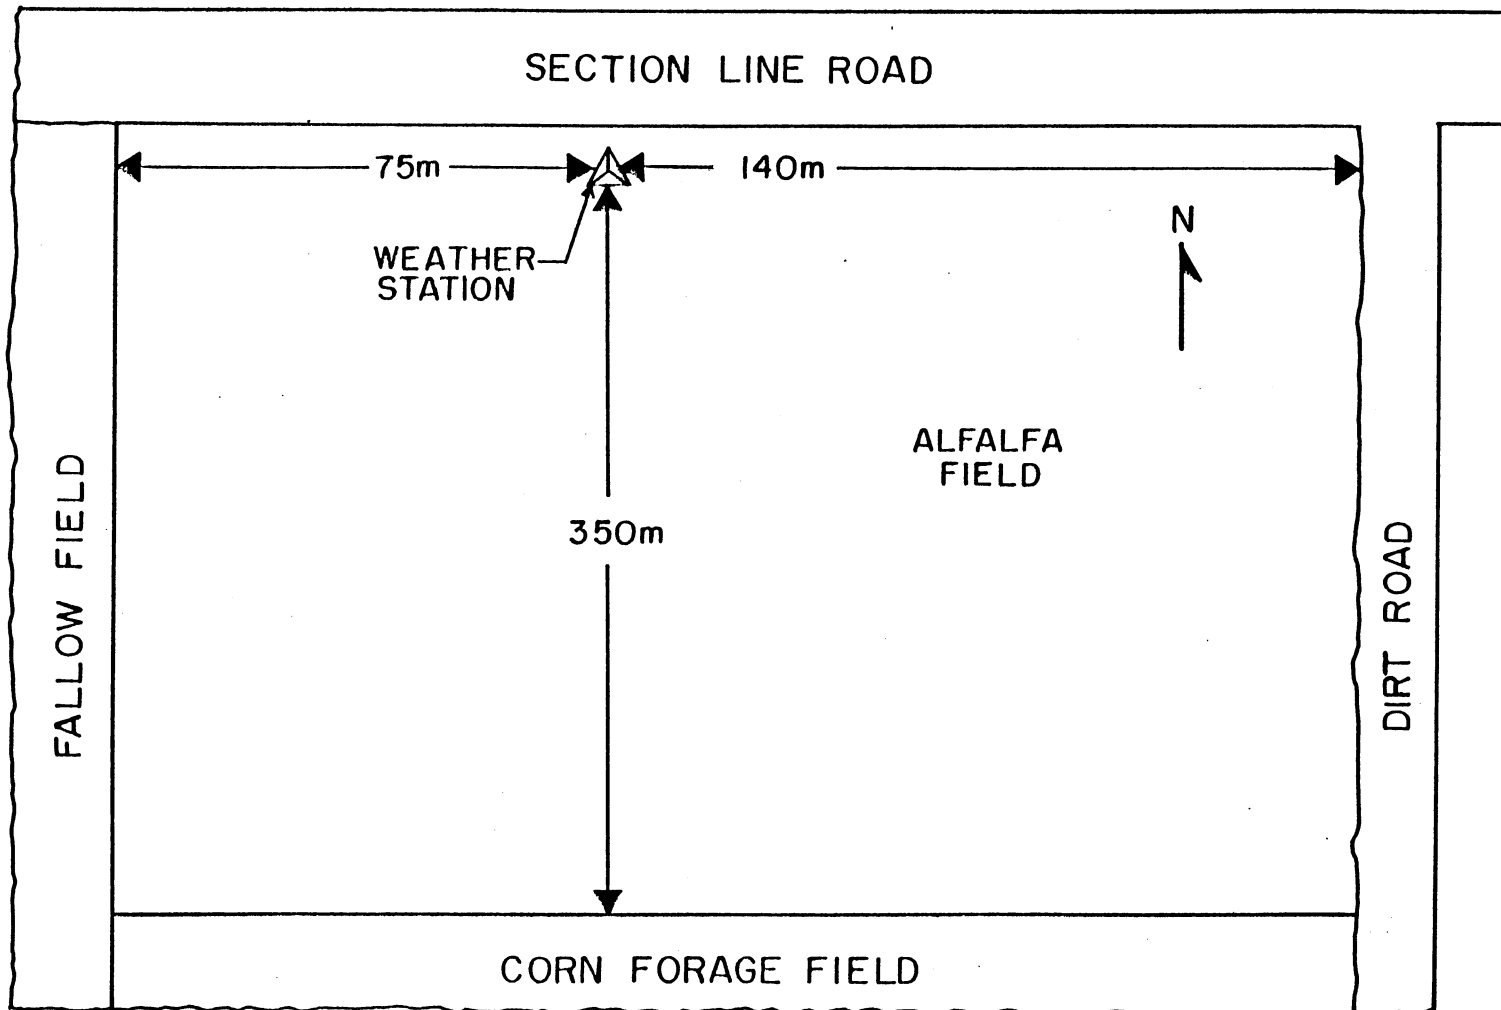 SECTION LINE ROAD
75m
140m
N
WEATHER
STATION
ALFALFA
FIELD
350m
FALLOW FIELD
DIRT ROAD
CORN FORAGE FIELD